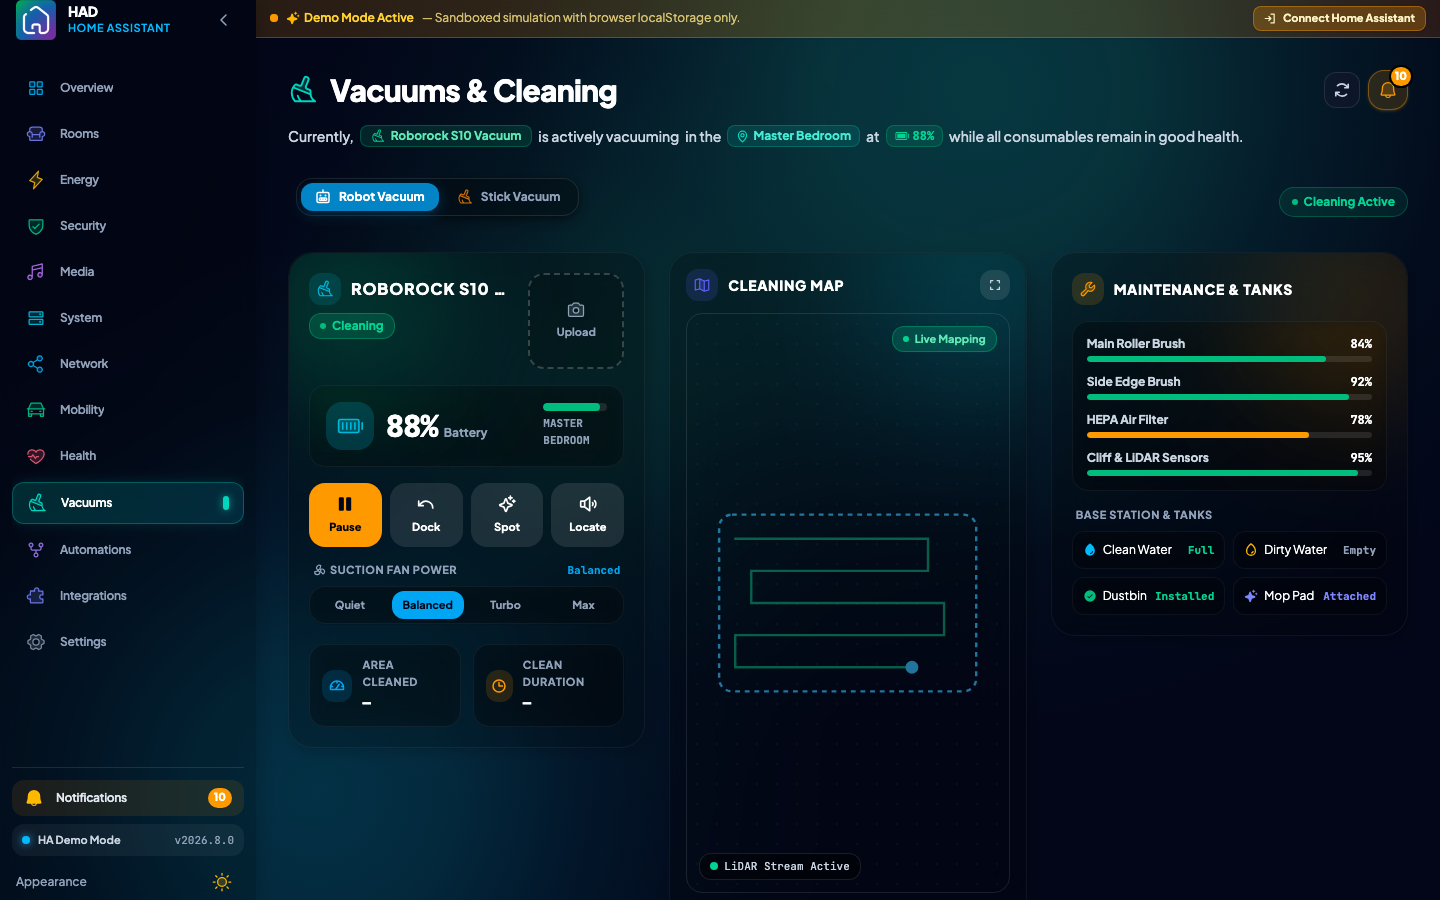 HAD
HOME ASSISTANT
Demo Mode Active — Sandboxed simulation with browser localStorage only.
Connect Home Assistant
Overview
Rooms
Energy
Security
Media
System
Network
Mobility
Health
Vacuums
Automations
Integrations
Settings
Notifications 10
HA Demo Mode v2026.8.0
Appearance
Vacuums & Cleaning
10
Currently, Roborock S10 Vacuum is actively vacuuming in the Master Bedroom at 88% while all consumables remain in good health.
Robot Vacuum Stick Vacuum
Cleaning Active
ROBOROCK S10 ...
Cleaning
Upload
88% Battery
MASTER
BEDROOM
Pause Dock Spot Locate
SUCTION FAN POWER Balanced
Quiet Balanced Turbo Max
AREA
CLEANED
–
CLEAN
DURATION
–
CLEANING MAP
Live Mapping
LiDAR Stream Active
MAINTENANCE & TANKS
Main Roller Brush 84%
Side Edge Brush 92%
HEPA Air Filter 78%
Cliff & LiDAR Sensors 95%
BASE STATION & TANKS
Clean Water Full
Dirty Water Empty
Dustbin Installed
Mop Pad Attached